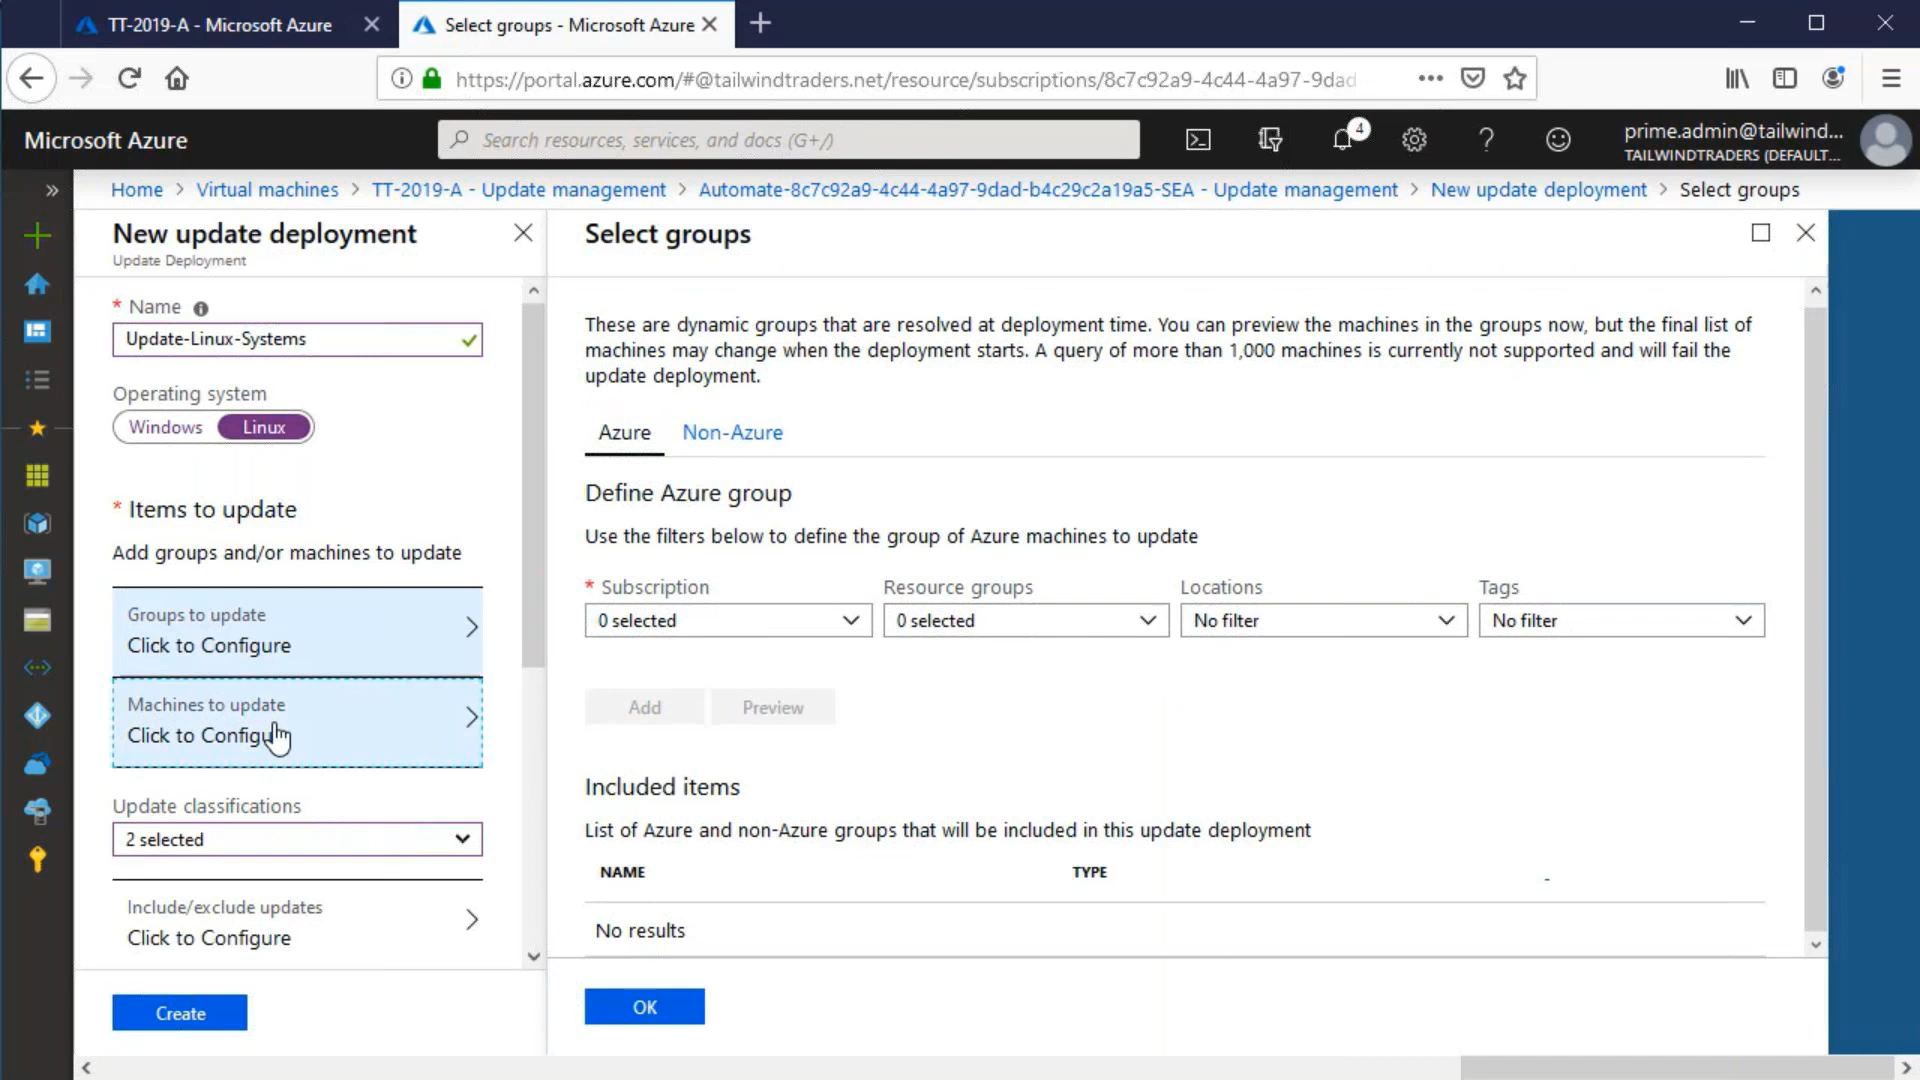 TT-2019-A - Microsoft Azure
Select groups - Microsoft Azure
https://portal.azure.com/#@tailwindtraders.net/resource/subscriptions/8c7c92a9-4c44-4a97-9dad
Microsoft Azure
Search resources, services, and docs (G+/)
4
prime.admin@tailwind...
TAILWINDTRADERS (DEFAULT...
Home > Virtual machines > TT-2019-A - Update management > Automate-8c7c92a9-4c44-4a97-9dad-b4c29c2a19a5-SEA - Update management > New update deployment > Select groups
New update deployment
Update Deployment
* Name
Update-Linux-Systems
Operating system
Windows Linux
* Items to update
Add groups and/or machines to update
Groups to update
Click to Configure
Machines to update
Click to Configure
Update classifications
2 selected
Include/exclude updates
Click to Configure
Create
Select groups
These are dynamic groups that are resolved at deployment time. You can preview the machines in the groups now, but the final list of
machines may change when the deployment starts. A query of more than 1,000 machines is currently not supported and will fail the
update deployment.
Azure Non-Azure
Define Azure group
Use the filters below to define the group of Azure machines to update
* Subscription Resource groups Locations Tags
0 selected 0 selected No filter No filter
Add Preview
Included items
List of Azure and non-Azure groups that will be included in this update deployment
NAME TYPE -
No results
OK